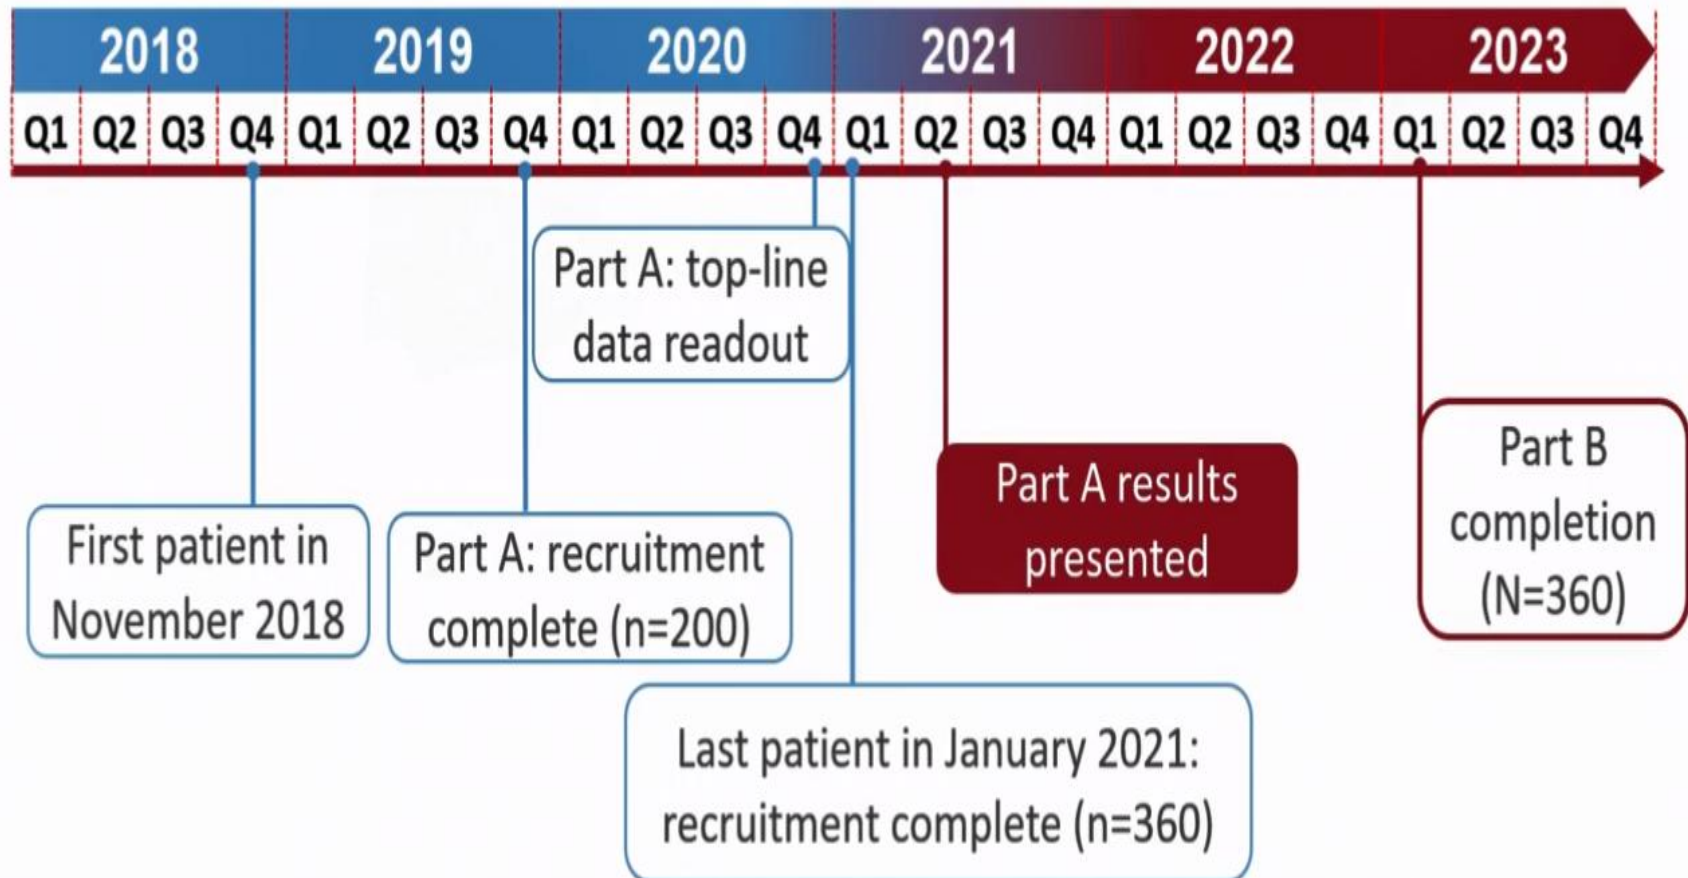 2018 2019 2020 2021 2022 2023
Q1 Q2 Q3 Q4 Q1 Q2 Q3 Q4 Q1 Q2 Q3 Q4 Q1 Q2 Q3 Q4 Q1 Q2 Q3 Q4 Q1 Q2 Q3 Q4
Part A: top-line
data readout
First patient in
November 2018
Part A: recruitment
complete (n=200)
Part A results
presented
Part B
completion
(N=360)
Last patient in January 2021:
recruitment complete (n=360)